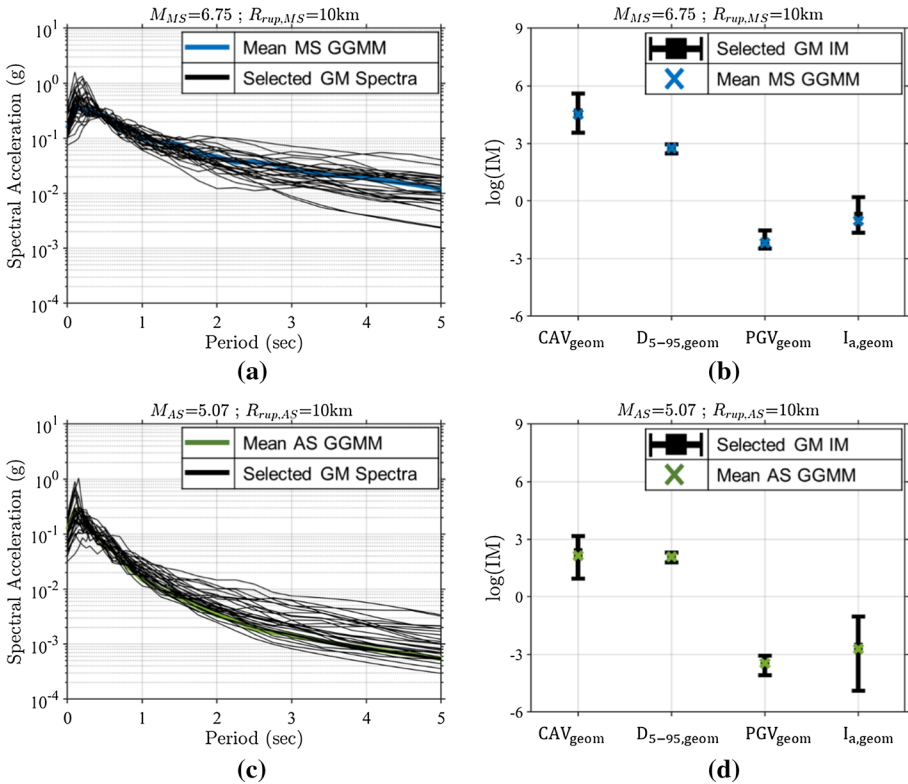 M_MS=6.75 ; R_rup,MS=10km
Spectral Acceleration (g)
10^1
10^0
10^-1
10^-2
10^-3
10^-4
Mean MS GGMM
Selected GM Spectra
0 1 2 3 4 5
Period (sec)
(a)
M_MS=6.75 ; R_rup,MS=10km
log(IM)
9
6
3
0
-3
-6
Selected GM IM
Mean MS GGMM
CAV_geom D_5−95,geom PGV_geom I_a,geom
(b)
M_AS=5.07 ; R_rup,AS=10km
Spectral Acceleration (g)
10^1
10^0
10^-1
10^-2
10^-3
10^-4
Mean AS GGMM
Selected GM Spectra
0 1 2 3 4 5
Period (sec)
(c)
M_AS=5.07 ; R_rup,AS=10km
log(IM)
9
6
3
0
-3
-6
Selected GM IM
Mean AS GGMM
CAV_geom D_5−95,geom PGV_geom I_a,geom
(d)